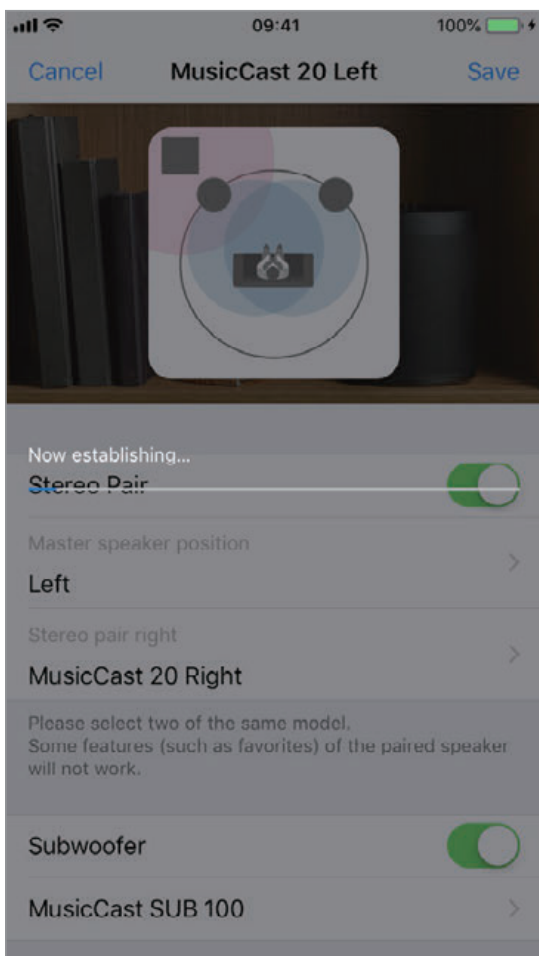 09:41
100%
Cancel MusicCast 20 Left Save
Now establishing...
Stereo Pair
Master speaker position
Left
Stereo pair right
MusicCast 20 Right
Please select two of the same model.
Some features (such as favorites) of the paired speaker
will not work.
Subwoofer
MusicCast SUB 100